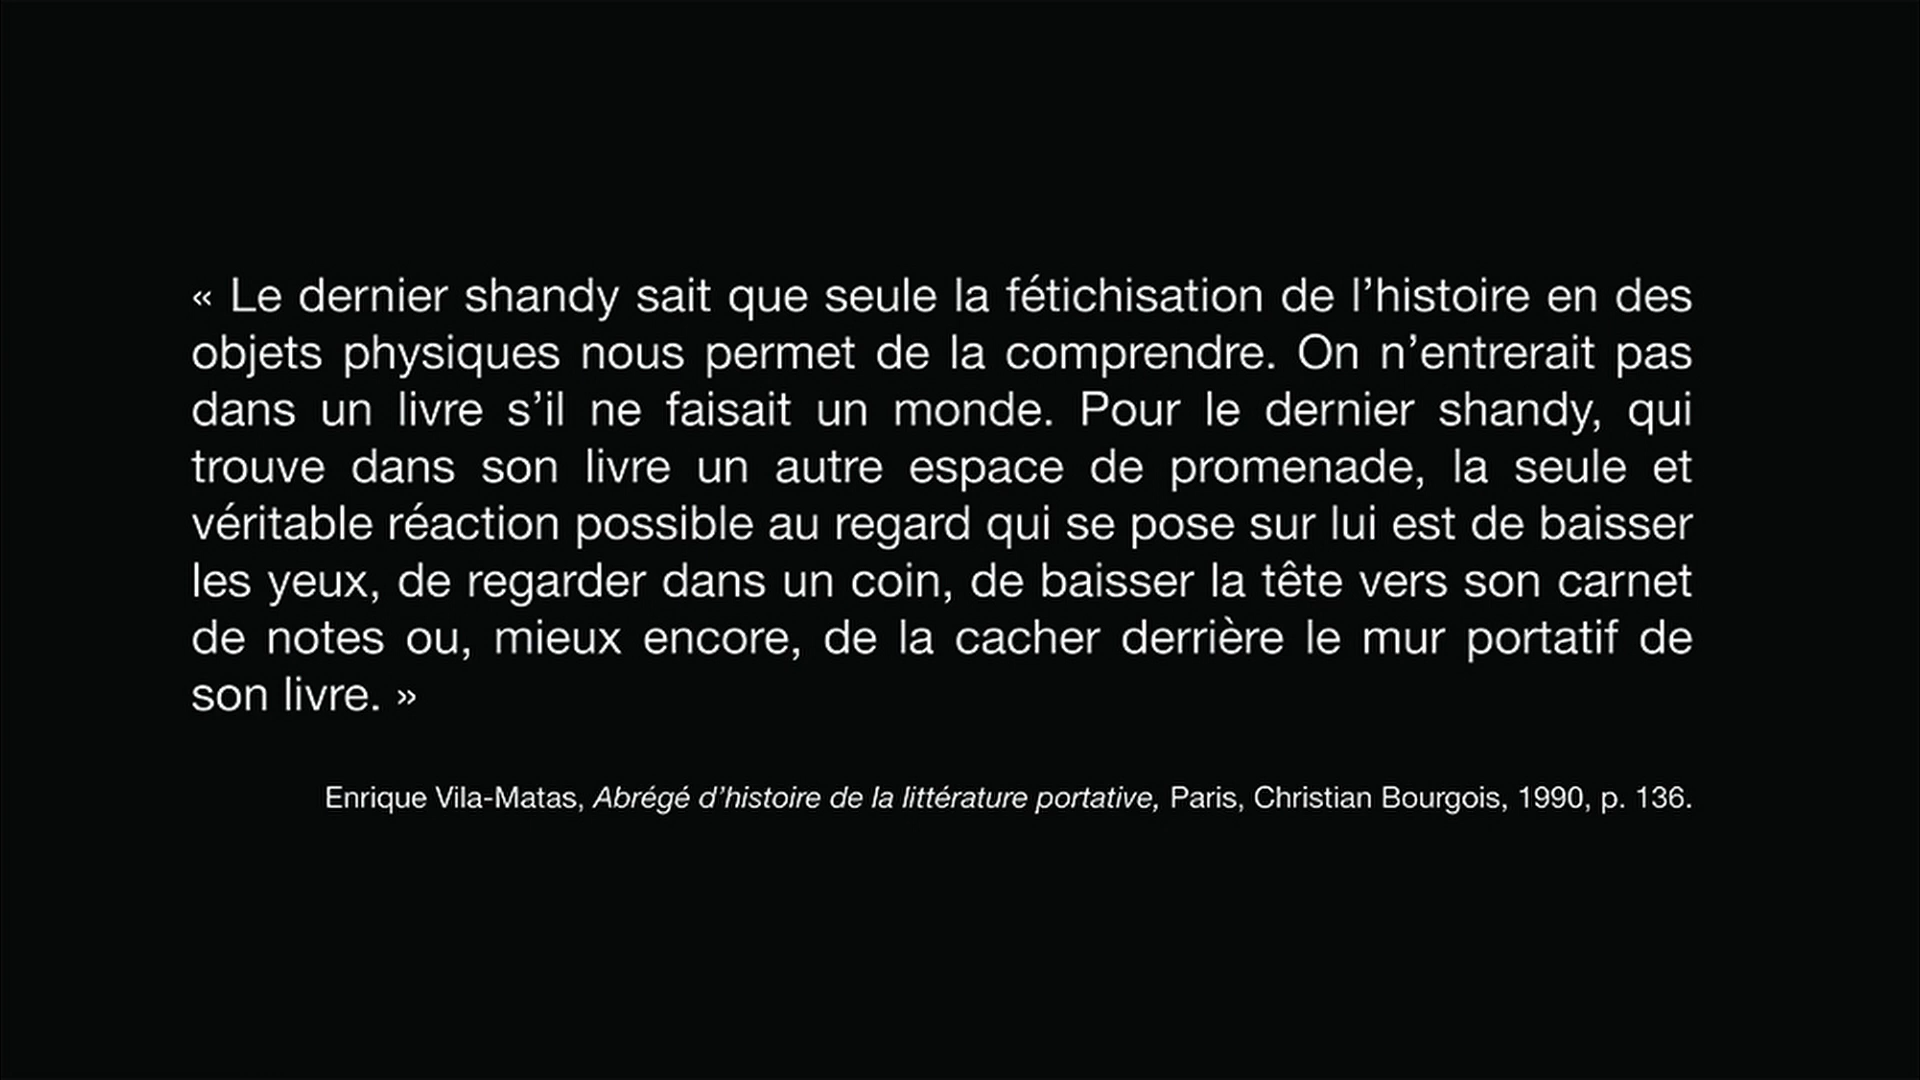 « Le dernier shandy sait que seule la fétichisation de l’histoire en des
objets physiques nous permet de la comprendre. On n’entrerait pas
dans un livre s’il ne faisait un monde. Pour le dernier shandy, qui
trouve dans son livre un autre espace de promenade, la seule et
véritable réaction possible au regard qui se pose sur lui est de baisser
les yeux, de regarder dans un coin, de baisser la tête vers son carnet
de notes ou, mieux encore, de la cacher derrière le mur portatif de
son livre. »
Enrique Vila-Matas, Abrégé d’histoire de la littérature portative, Paris, Christian Bourgois, 1990, p. 136.